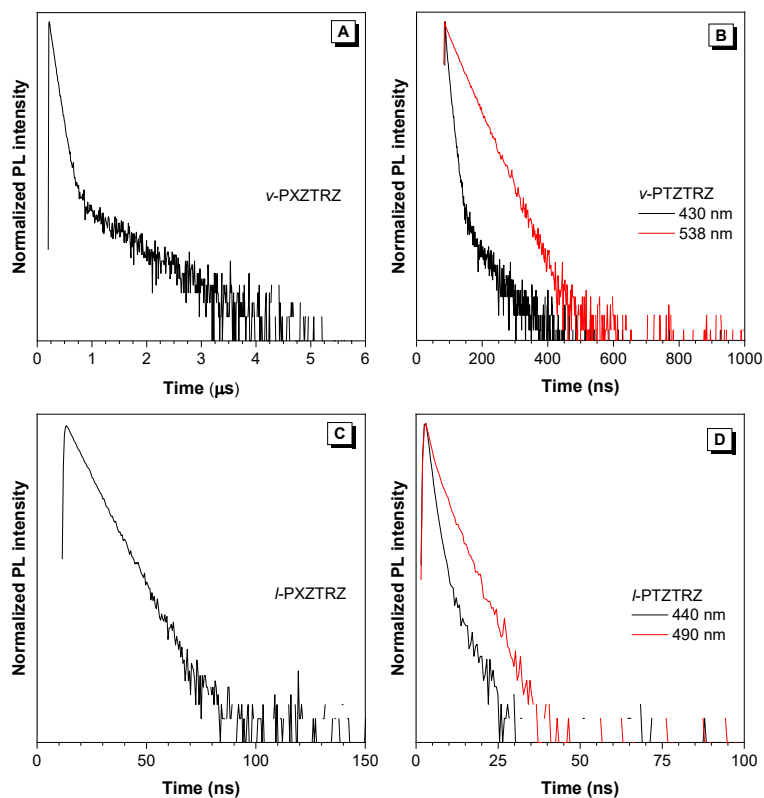 A
Normalized PL intensity
v-PXZTRZ
0 1 2 3 4 5 6
Time (μs)
B
Normalized PL intensity
v-PTZTRZ
430 nm
538 nm
200 400 600 800 1000
Time (ns)
C
Normalized PL intensity
l-PXZTRZ
0 50 100 150
Time (ns)
D
Normalized PL intensity
l-PTZTRZ
440 nm
490 nm
0 25 50 75 100
Time (ns)